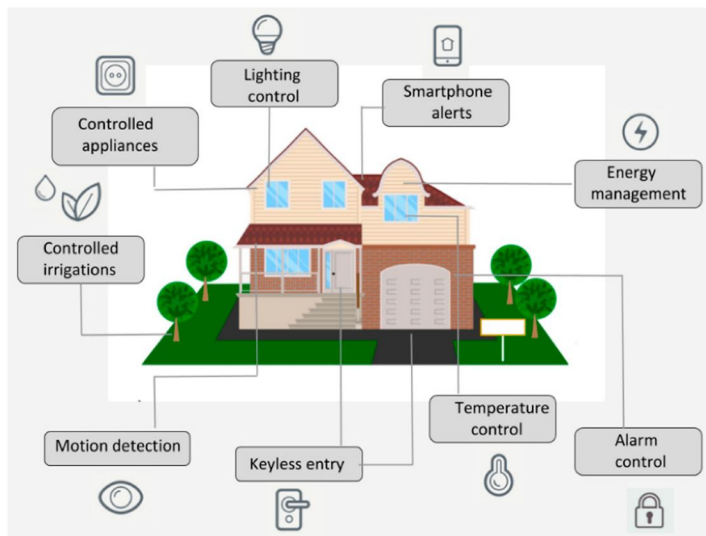 Lighting
control
Smartphone
alerts
Controlled
appliances
Energy
management
Controlled
irrigations
Temperature
control
Motion detection
Keyless entry
Alarm
control